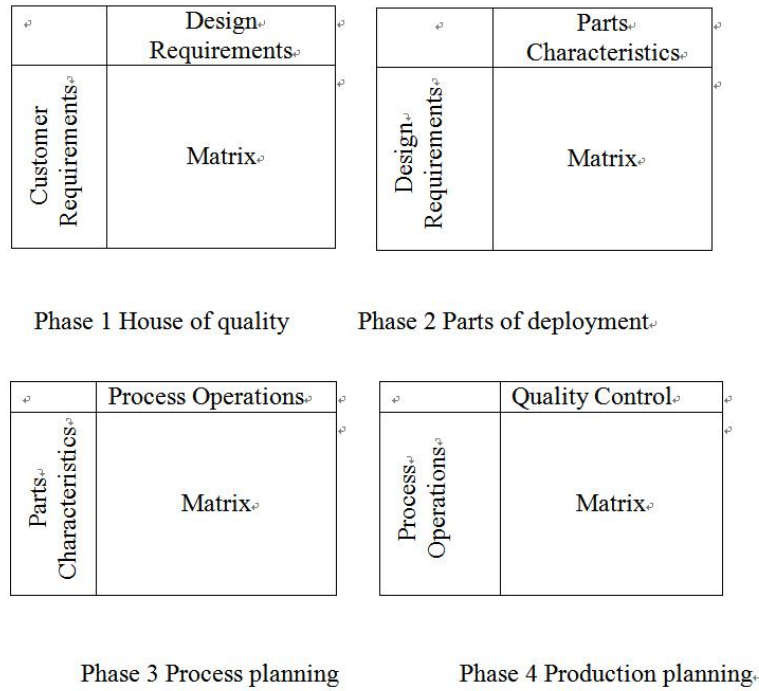 Design
Requirements
Customer
Requirements
Matrix
Phase 1 House of quality
Parts
Characteristics
Design
Requirements
Matrix
Phase 2 Parts of deployment
Process Operations
Parts
Characteristics
Matrix
Phase 3 Process planning
Quality Control
Process
Operations
Matrix
Phase 4 Production planning